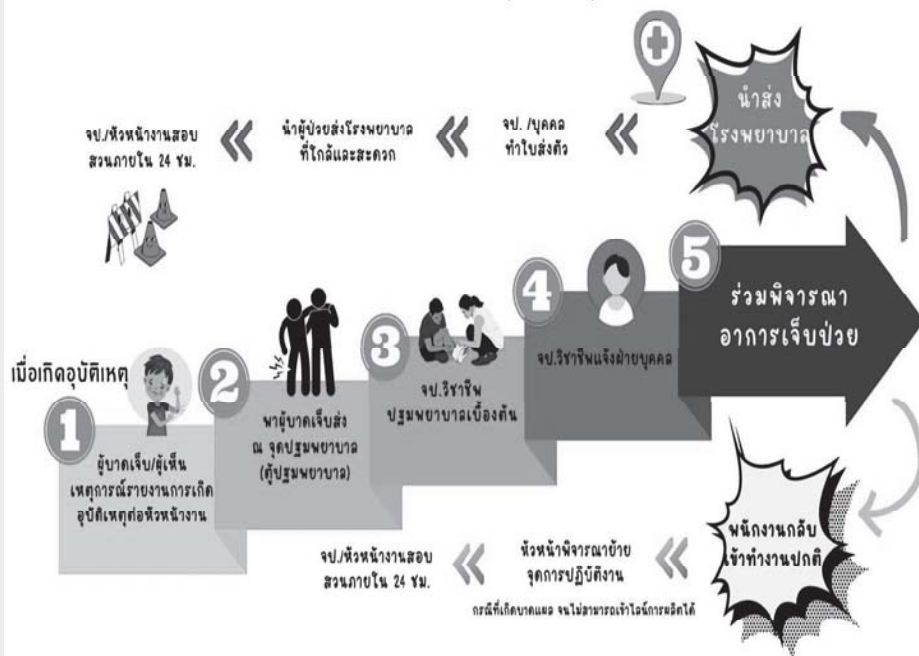 นำส่ง
โรงพยาบาล
จป. /บุคคล
ทำใบส่งตัว
นำผู้ป่วยส่งโรงพยาบาล
ที่ใกล้และสะดวก
จป./หัวหน้างานสอบ
สวนภายใน 24 ชม.
เมื่อเกิดอุบัติเหตุ
1
ผู้บาดเจ็บ/ผู้เห็น
เหตุการณ์รายงานการเกิด
อุบัติเหตุต่อหัวหน้างาน
2
พาผู้บาดเจ็บส่ง
ณ จุดปฐมพยาบาล
(ตู้ปฐมพยาบาล)
3
จป.วิชาชีพ
ปฐมพยาบาลเบื้องต้น
4
จป.วิชาชีพแจ้งฝ่ายบุคคล
5
ร่วมพิจารณา
อาการเจ็บป่วย
พนักงานกลับ
เข้าทำงานปกติ
หัวหน้าพิจารณาย้าย
จุดการปฏิบัติงาน
กรณีที่เกิดบาดแผล จนไม่สามารถเข้าไลน์การผลิตได้
จป./หัวหน้างานสอบ
สวนภายใน 24 ชม.